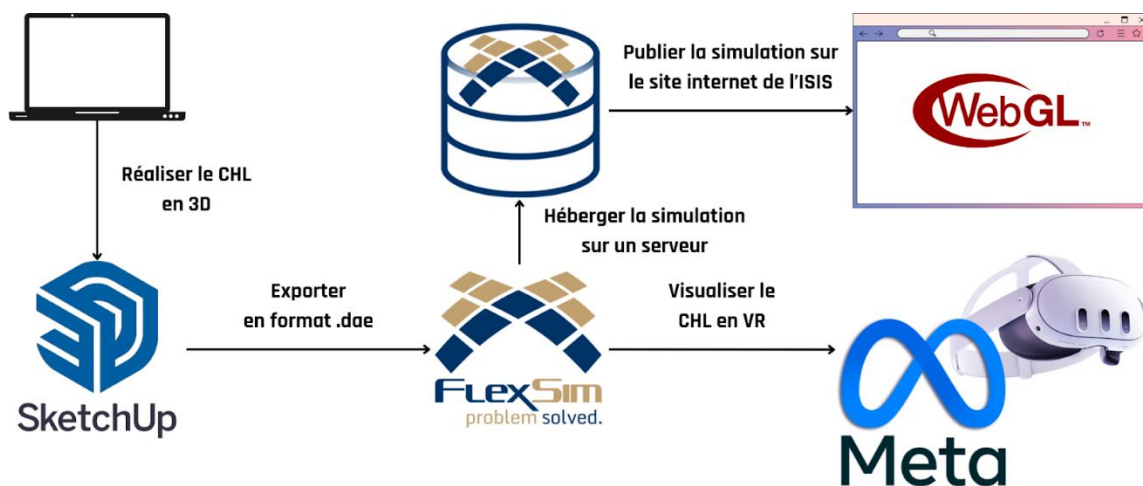 Publier la simulation sur
le site internet de l'ISIS
WebGL™
Réaliser le CHL
en 3D
Héberger la simulation
sur un serveur
Exporter
en format .dae
Visualiser le
CHL en VR
SketchUp
FLEXSIM
problem solved.
Meta